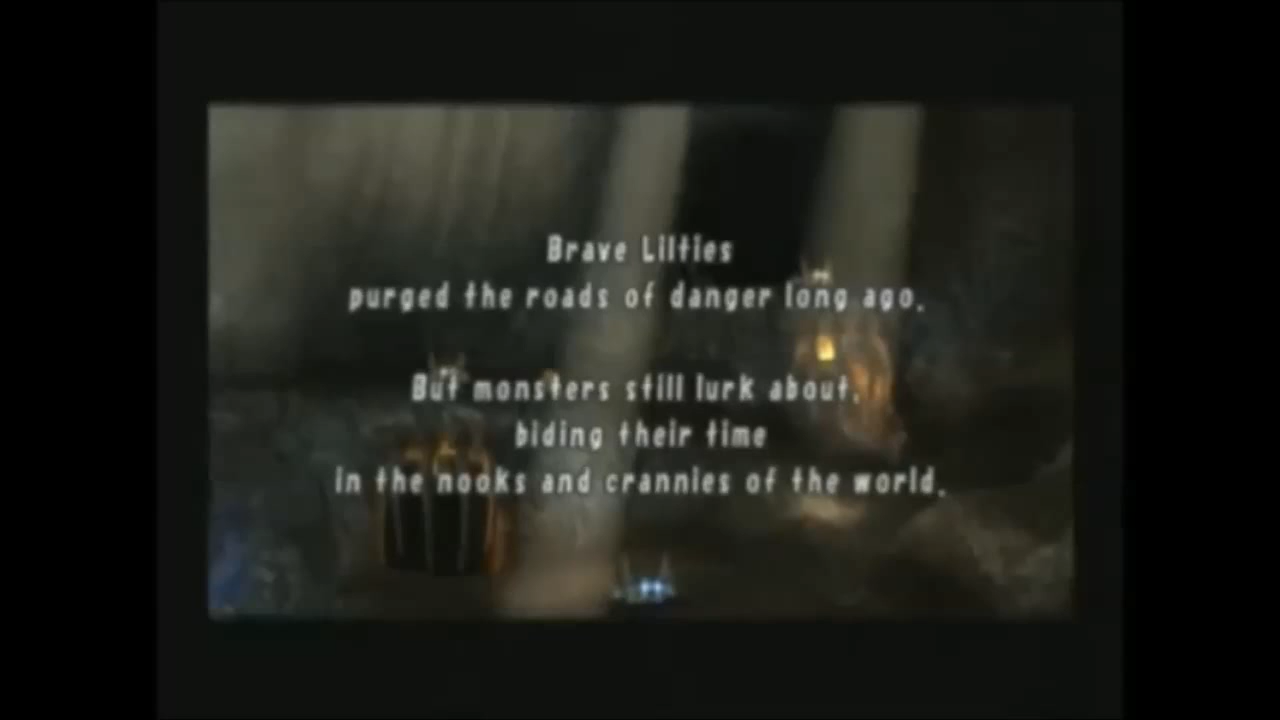 Brave Lilties
purged the roads of danger long ago.
But monsters still lurk about,
biding their time
in the nooks and crannies of the world.